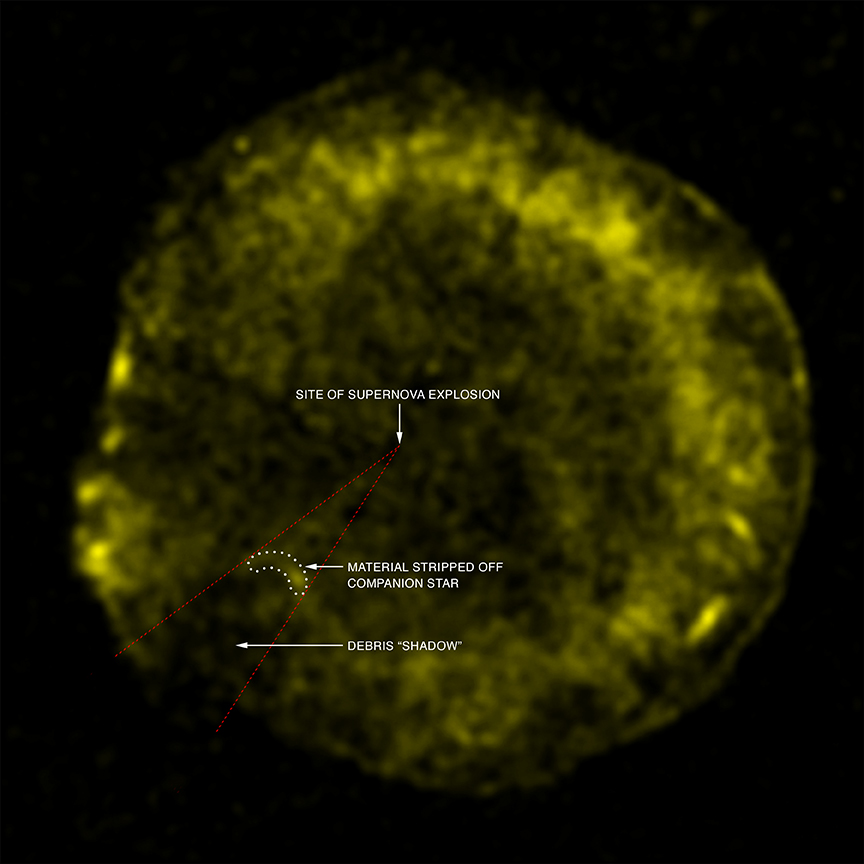 SITE OF SUPERNOVA EXPLOSION
MATERIAL STRIPPED OFF
COMPANION STAR
DEBRIS “SHADOW”